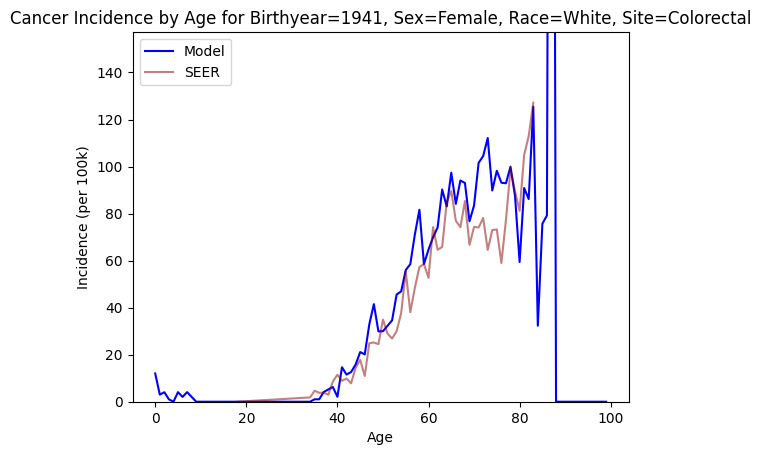 Cancer Incidence by Age for Birthyear=1941, Sex=Female, Race=White, Site=Colorectal
Model
SEER
140
120
100
80
60
40
20
0
Incidence (per 100k)
0 20 40 60 80 100
Age